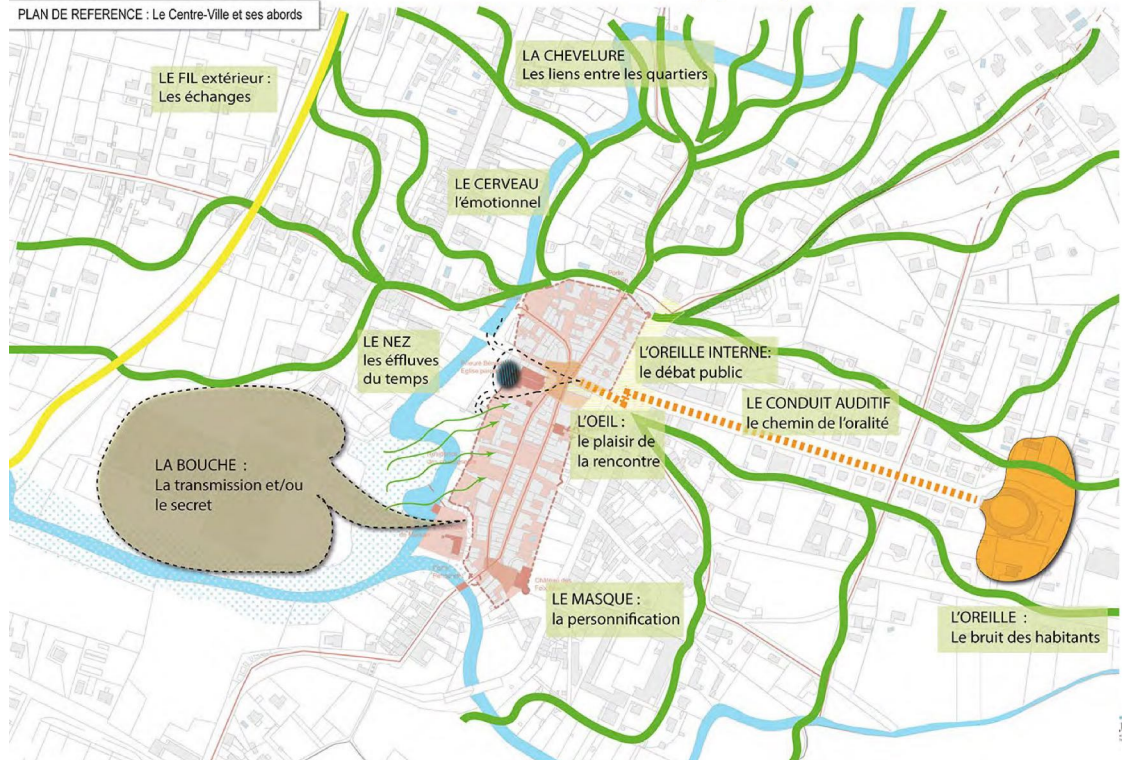 PLAN DE REFERENCE : Le Centre-Ville et ses abords
LE FIL extérieur :
Les échanges
LA CHEVELURE
Les liens entre les quartiers
LE CERVEAU
l'émotionnel
LE NEZ
les éffluves
du temps
L'OREILLE INTERNE:
le débat public
LE CONDUIT AUDITIF
le chemin de l'oralité
L'OEIL :
le plaisir de
la rencontre
LA BOUCHE :
La transmission et/ou
le secret
LE MASQUE :
la personnification
L'OREILLE :
Le bruit des habitants